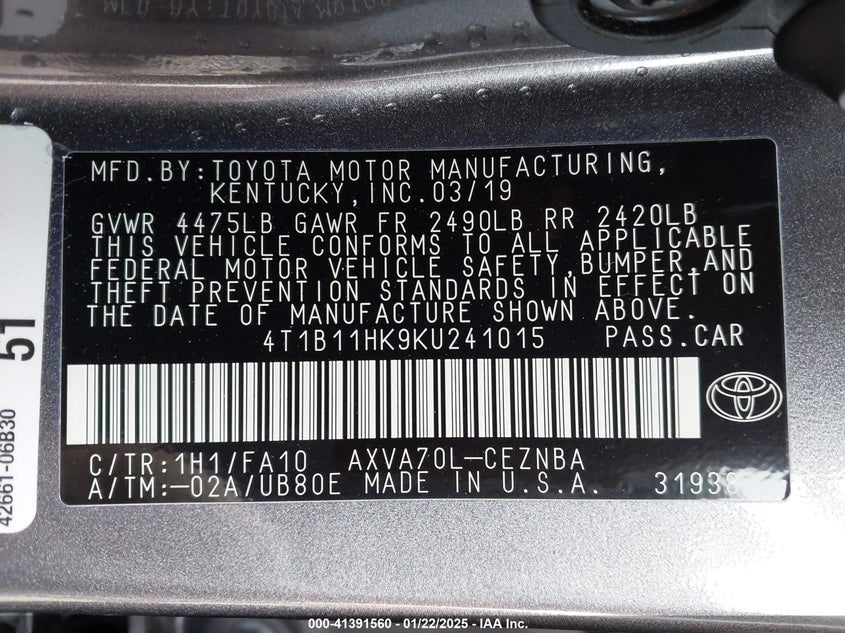 MFD.BY:TOYOTA MOTOR MANUFACTURING,
KENTUCKY,INC.03/19
GVWR 4475LB GAWR FR 2490LB RR 2420LB
THIS VEHICLE CONFORMS TO ALL APPLICABLE
FEDERAL MOTOR VEHICLE SAFETY,BUMPER,AND
THEFT PREVENTION STANDARDS IN EFFECT ON
THE DATE OF MANUFACTURE SHOWN ABOVE.
4T1B11HK9KU241015 PASS.CAR
C/TR:1H1/FA10 AXVA70L-CEZNBA
A/TM:-02A/UB80E MADE IN U.S.A.
51
42661-06B30
000-41391560 - 01/22/2025 - IAA Inc.